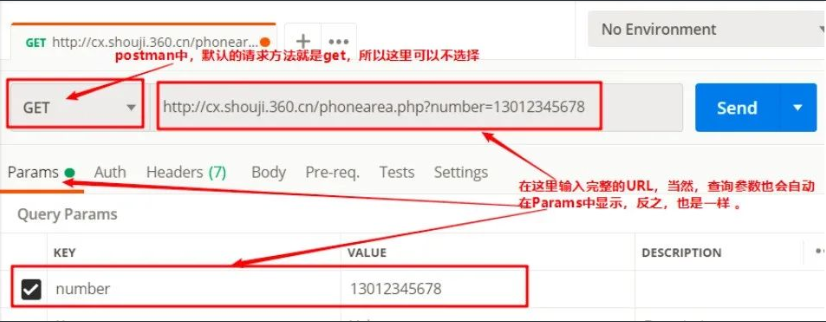 GET http://cx.shouji.360.cn/phonear...
No Environment
postman中，默认的请求方法就是get，所以这里可以不选择
GET
http://cx.shouji.360.cn/phonearea.php?number=13012345678
Send
Params Auth Headers (7) Body Pre-req. Tests Settings
在这里输入完整的URL，当然，查询参数也会自动
在Params中显示，反之，也是一样 。
Query Params
KEY VALUE DESCRIPTION
number 13012345678